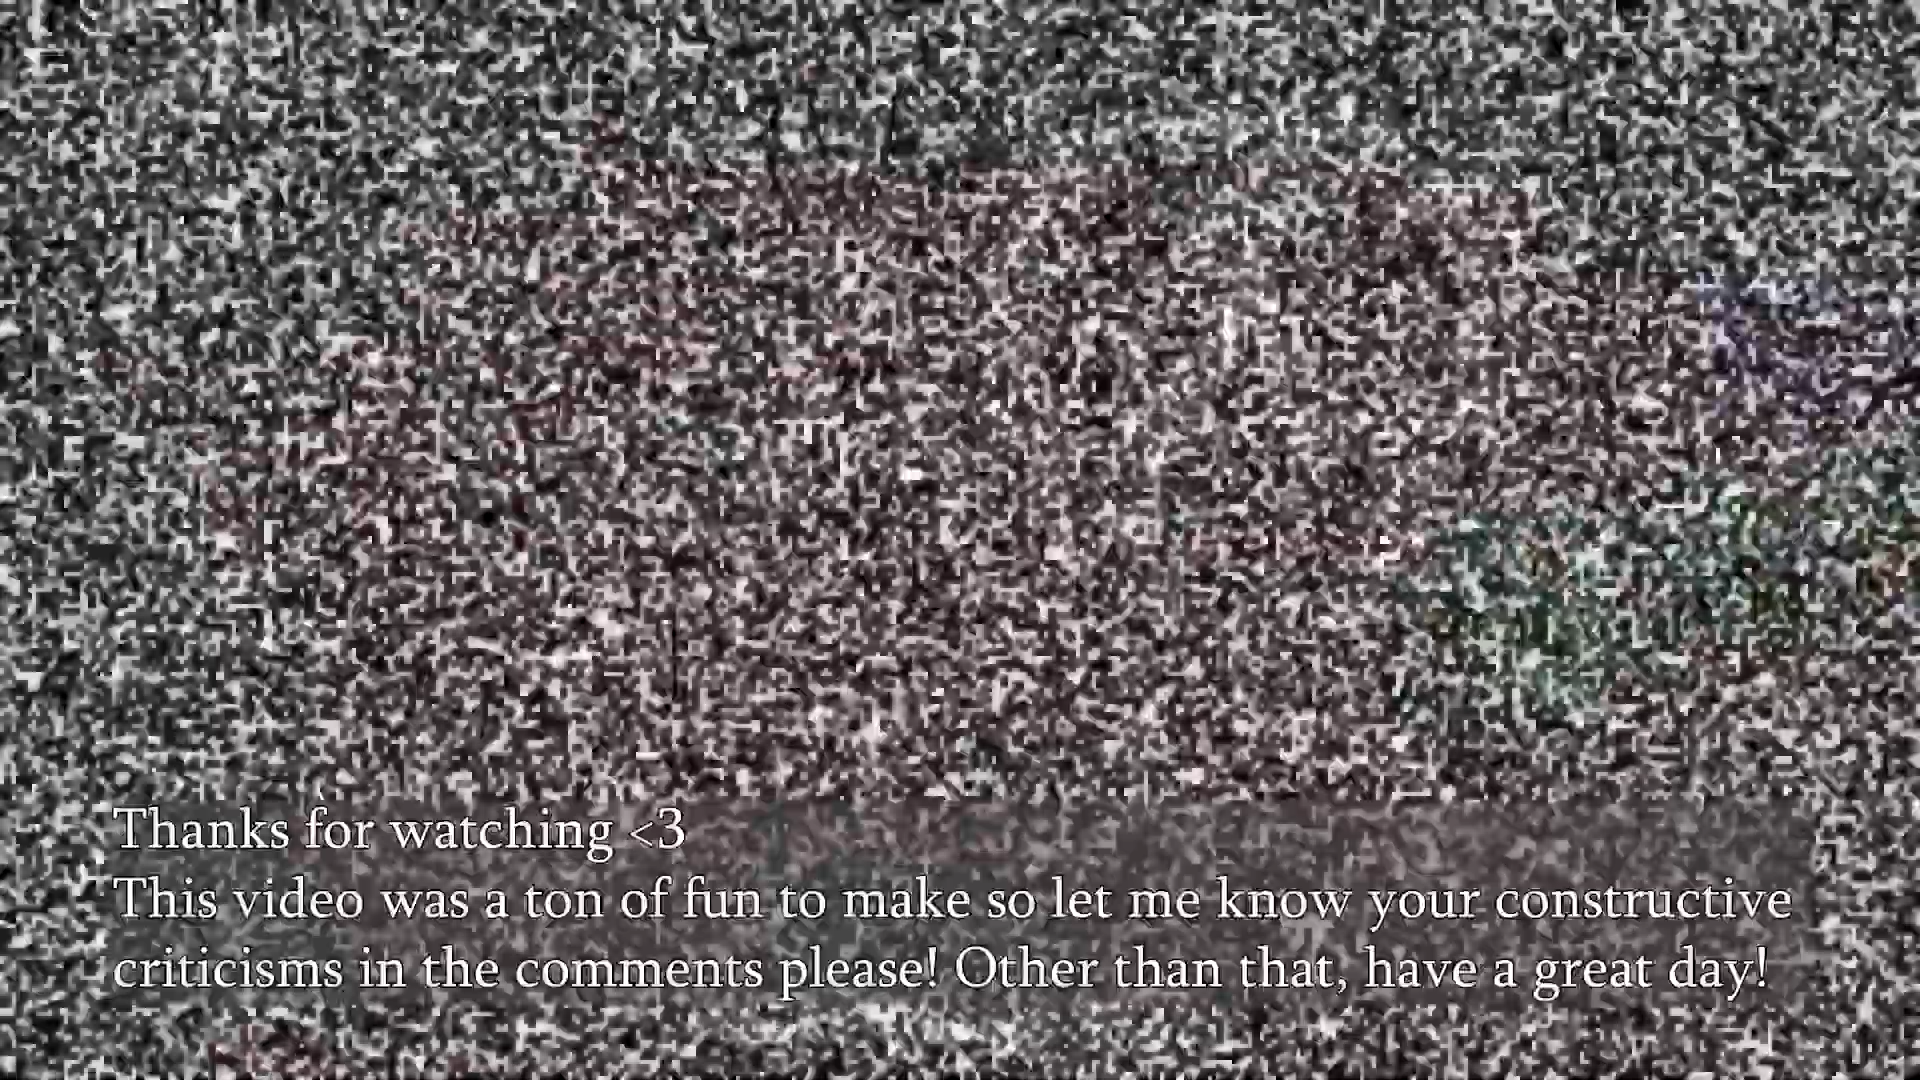 Thanks for watching <3
This video was a ton of fun to make so let me know your constructive
criticisms in the comments please! Other than that, have a great day!